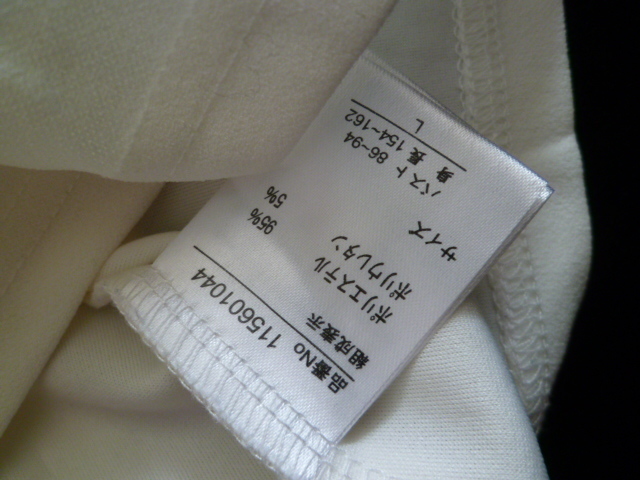 品番No 115601044
組成表示
ポリエステル 95%
ポリウレタン 5%
サイズ
バスト 86~94
身長 154~162
L